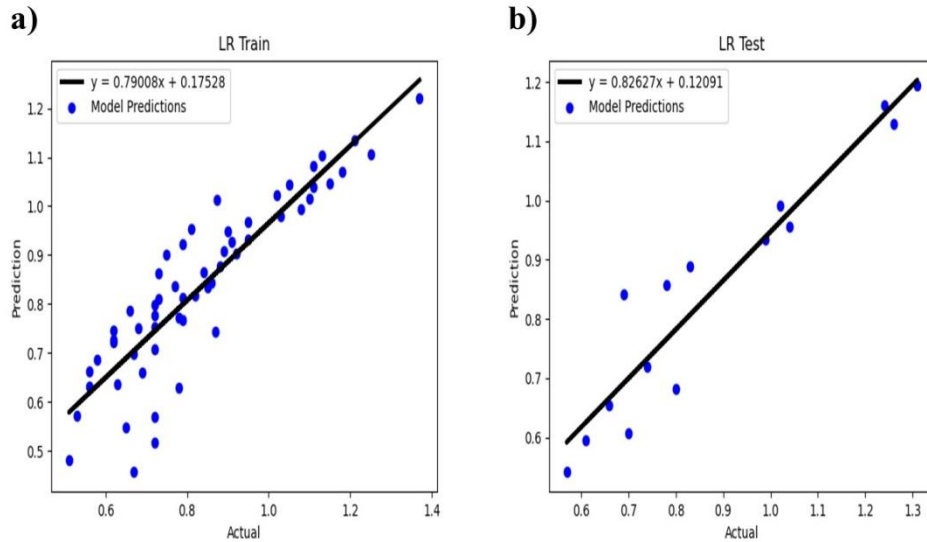 a)
LR Train
y = 0.79008x + 0.17528
Model Predictions
1.2
1.1
1.0
0.9
0.8
0.7
0.6
0.5
Prediction
0.6 0.8 1.0 1.2 1.4
Actual
b)
LR Test
y = 0.82627x + 0.12091
Model Predictions
1.2
1.1
1.0
0.9
0.8
0.7
0.6
Prediction
0.6 0.7 0.8 0.9 1.0 1.1 1.2 1.3
Actual